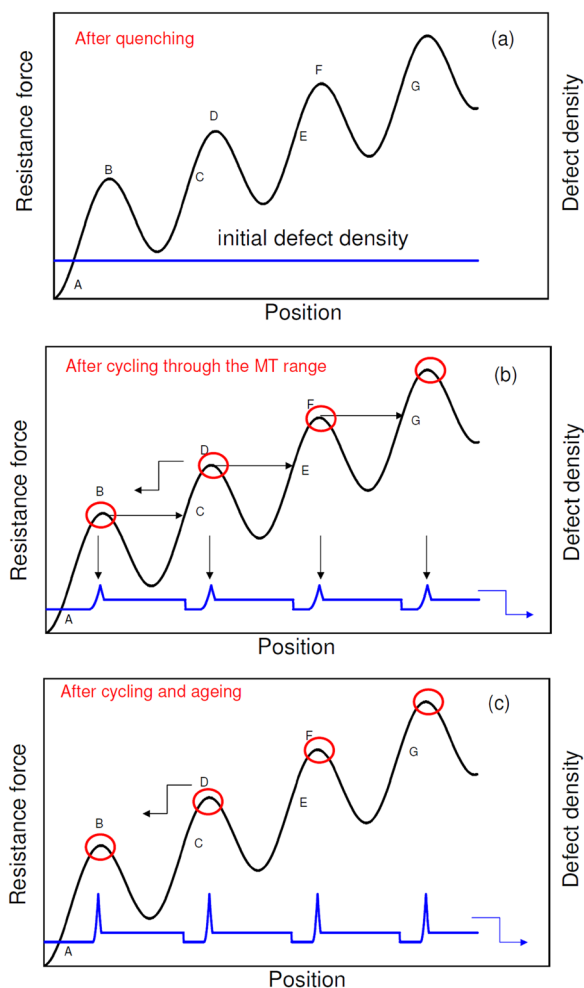 After quenching
(a)
Resistance force
Defect density
F
G
D
E
B
C
initial defect density
A
Position
After cycling through the MT range
(b)
Resistance force
Defect density
F
G
D
E
B
C
A
Position
After cycling and ageing
(c)
Resistance force
Defect density
F
G
D
E
B
C
A
Position